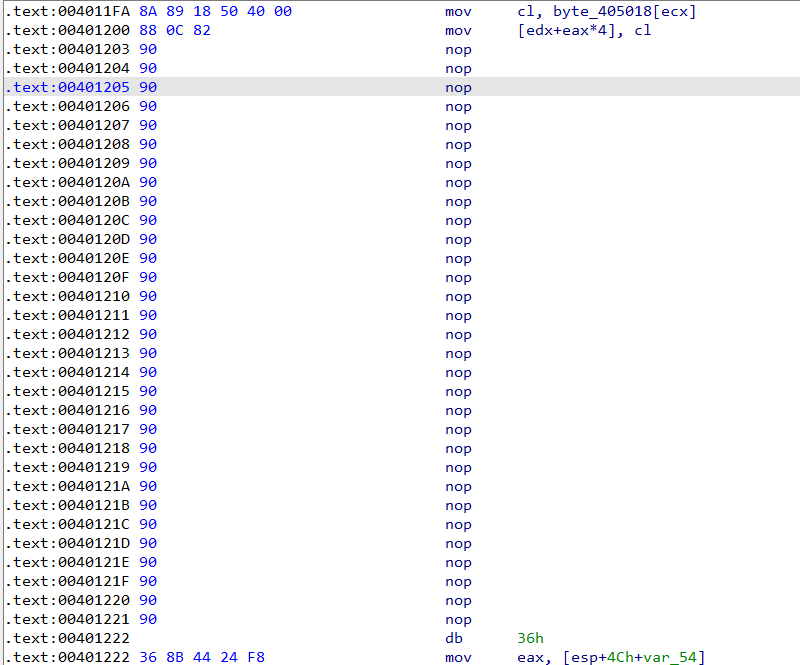 .text:004011FA 8A 89 18 50 40 00 mov cl, byte_405018[ecx]
.text:00401200 88 0C 82 mov [edx+eax*4], cl
.text:00401203 90 nop
.text:00401204 90 nop
.text:00401205 90 nop
.text:00401206 90 nop
.text:00401207 90 nop
.text:00401208 90 nop
.text:00401209 90 nop
.text:0040120A 90 nop
.text:0040120B 90 nop
.text:0040120C 90 nop
.text:0040120D 90 nop
.text:0040120E 90 nop
.text:0040120F 90 nop
.text:00401210 90 nop
.text:00401211 90 nop
.text:00401212 90 nop
.text:00401213 90 nop
.text:00401214 90 nop
.text:00401215 90 nop
.text:00401216 90 nop
.text:00401217 90 nop
.text:00401218 90 nop
.text:00401219 90 nop
.text:0040121A 90 nop
.text:0040121B 90 nop
.text:0040121C 90 nop
.text:0040121D 90 nop
.text:0040121E 90 nop
.text:0040121F 90 nop
.text:00401220 90 nop
.text:00401221 90 nop
.text:00401222 db 36h
.text:00401222 36 8B 44 24 F8 mov eax, [esp+4Ch+var_54]